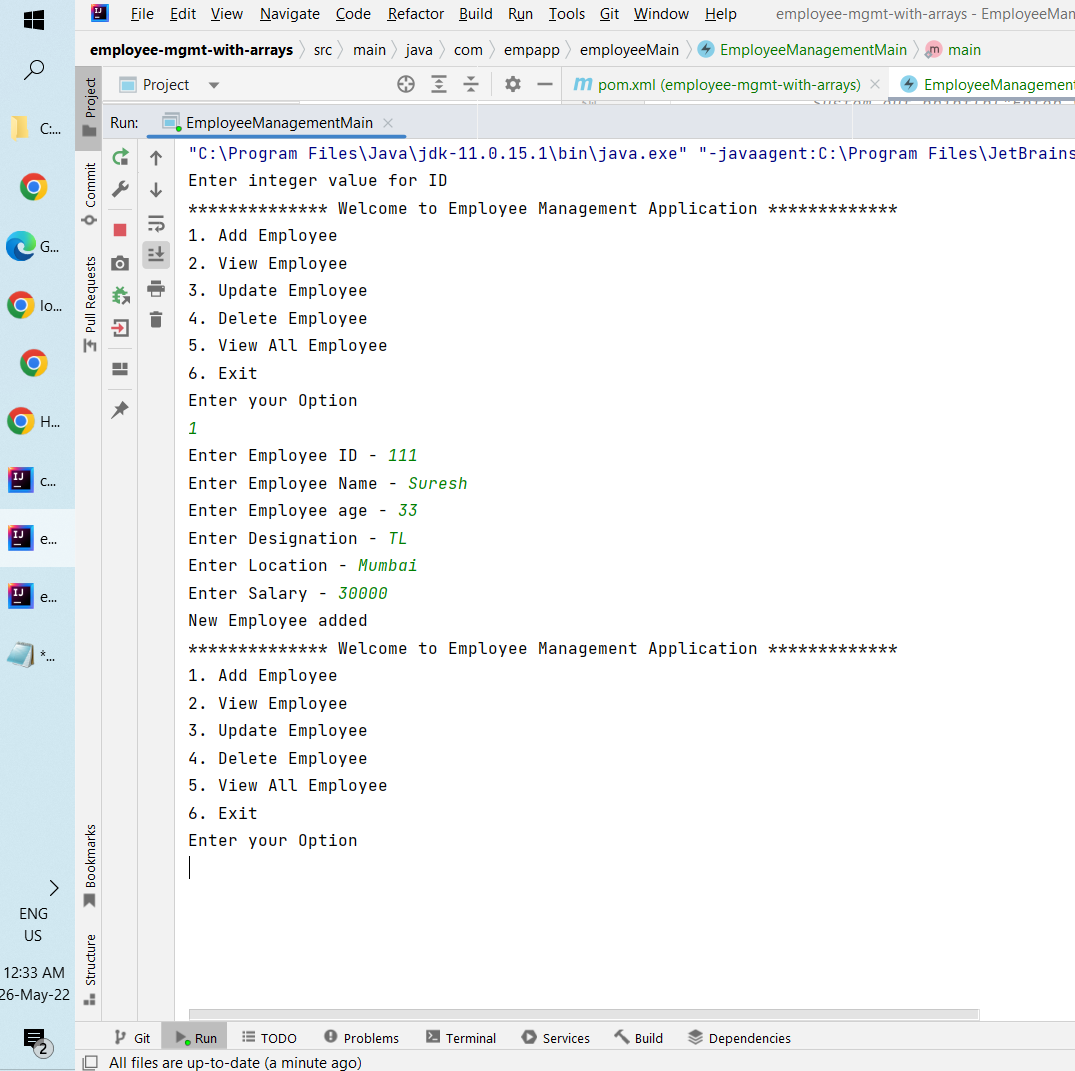 File Edit View Navigate Code Refactor Build Run Tools Git Window Help employee-mgmt-with-arrays - EmployeeMan
employee-mgmt-with-arrays src main java com empapp employeeMain EmployeeManagementMain main
Project pom.xml (employee-mgmt-with-arrays) EmployeeManagement
Run: EmployeeManagementMain
"C:\Program Files\Java\jdk-11.0.15.1\bin\java.exe" "-javaagent:C:\Program Files\JetBrains
Enter integer value for ID
************** Welcome to Employee Management Application *************
1. Add Employee
2. View Employee
3. Update Employee
4. Delete Employee
5. View All Employee
6. Exit
Enter your Option
1
Enter Employee ID - 111
Enter Employee Name - Suresh
Enter Employee age - 33
Enter Designation - TL
Enter Location - Mumbai
Enter Salary - 30000
New Employee added
************** Welcome to Employee Management Application *************
1. Add Employee
2. View Employee
3. Update Employee
4. Delete Employee
5. View All Employee
6. Exit
Enter your Option
Project
Commit
Pull Requests
Bookmarks
Structure
C:...
G...
lo...
H...
c...
e...
e...
*...
ENG
US
12:33 AM
26-May-22
2
Git Run TODO Problems Terminal Services Build Dependencies
All files are up-to-date (a minute ago)